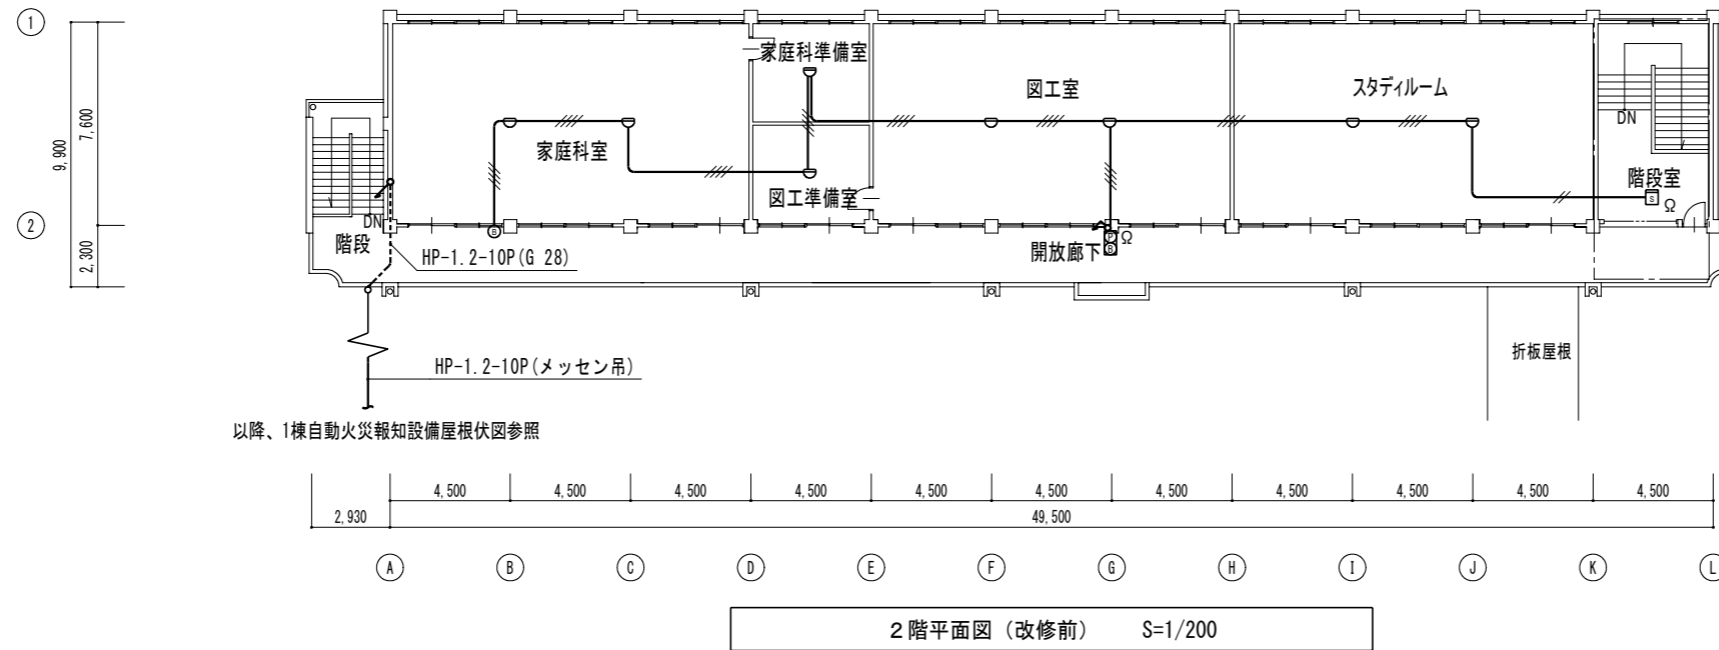 1
家庭科準備室
図工室
スタディルーム
9,900
7,600
DN
家庭科室
図工準備室
階段室
S
Ω
2
DN
階段
B
P
B
Ω
開放廊下
2,300
HP-1.2-10P(G 28)
折板屋根
HP-1.2-10P(メッセン吊)
以降、1棟自動火災報知設備屋根伏図参照
4,500 4,500 4,500 4,500 4,500 4,500 4,500 4,500 4,500 4,500 4,500
2,930 49,500
A B C D E F G H I J K L
2階平面図（改修前） S=1/200